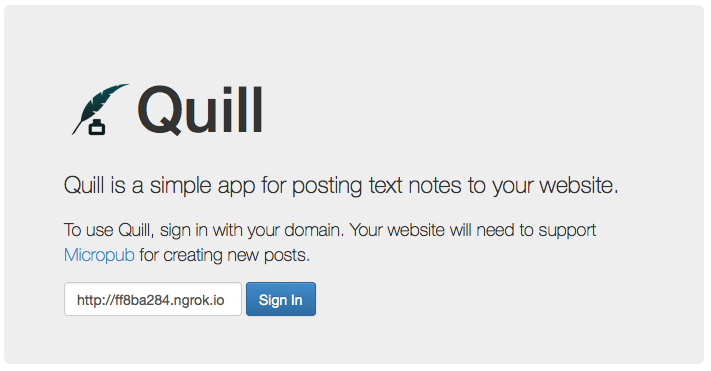 Quill
Quill is a simple app for posting text notes to your website.
To use Quill, sign in with your domain. Your website will need to support
Micropub for creating new posts.
http://ff8ba284.ngrok.io Sign In